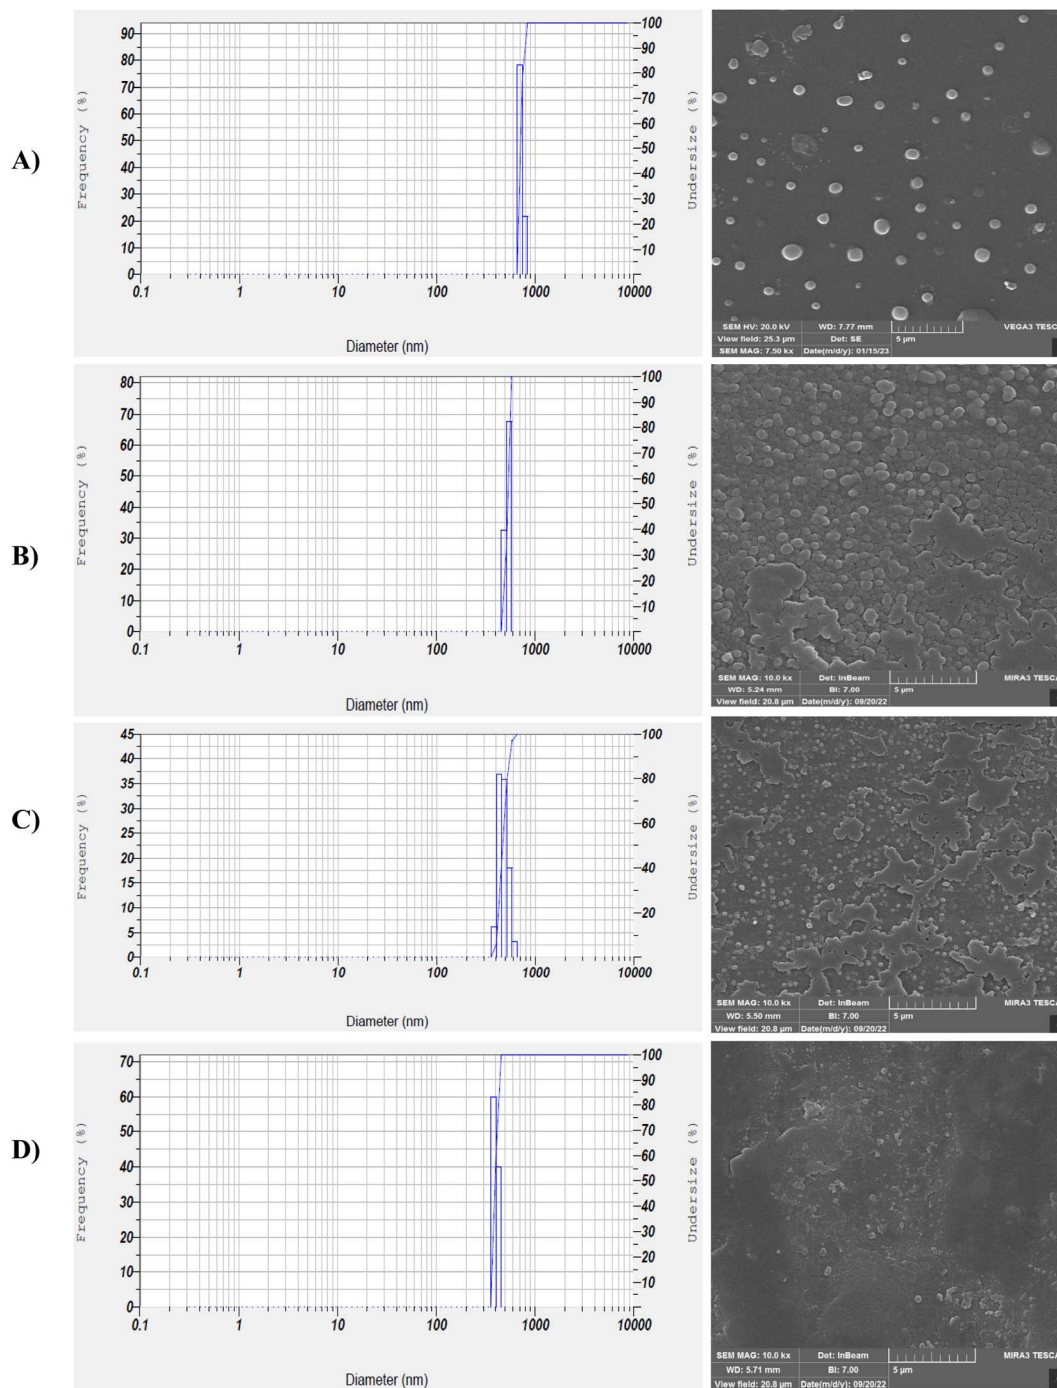 A)
Frequency (%)
90
80
70
60
50
40
30
20
10
0
0.1 1 10 100 1000 10000
Diameter (nm)
100
90
80
70
60
50
40
30
20
10
Undersize (%)
SEM HV: 20.0 kV WD: 7.77 mm VEGA3 TESC
View field: 25.3 µm Det: SE 5 µm
SEM MAG: 7.50 kx Date(m/d/y): 01/15/23
B)
Frequency (%)
80
70
60
50
40
30
20
10
0
0.1 1 10 100 1000 10000
Diameter (nm)
100
90
80
70
60
50
40
30
20
10
Undersize (%)
SEM MAG: 10.0 kx Det: InBeam MIRA3 TESCA
WD: 5.24 mm BI: 7.00 5 µm
View field: 20.8 µm Date(m/d/y): 09/20/22
C)
Frequency (%)
45
40
35
30
25
20
15
10
5
0
0.1 1 10 100 1000 10000
Diameter (nm)
100
80
60
40
20
Undersize (%)
SEM MAG: 10.0 kx Det: InBeam MIRA3 TESCA
WD: 5.50 mm BI: 7.00 5 µm
View field: 20.8 µm Date(m/d/y): 09/20/22
D)
Frequency (%)
70
60
50
40
30
20
10
0
0.1 1 10 100 1000 10000
Diameter (nm)
100
90
80
70
60
50
40
30
20
10
Undersize (%)
SEM MAG: 10.0 kx Det: InBeam MIRA3 TESCA
WD: 5.71 mm BI: 7.00 5 µm
View field: 20.8 µm Date(m/d/y): 09/20/22